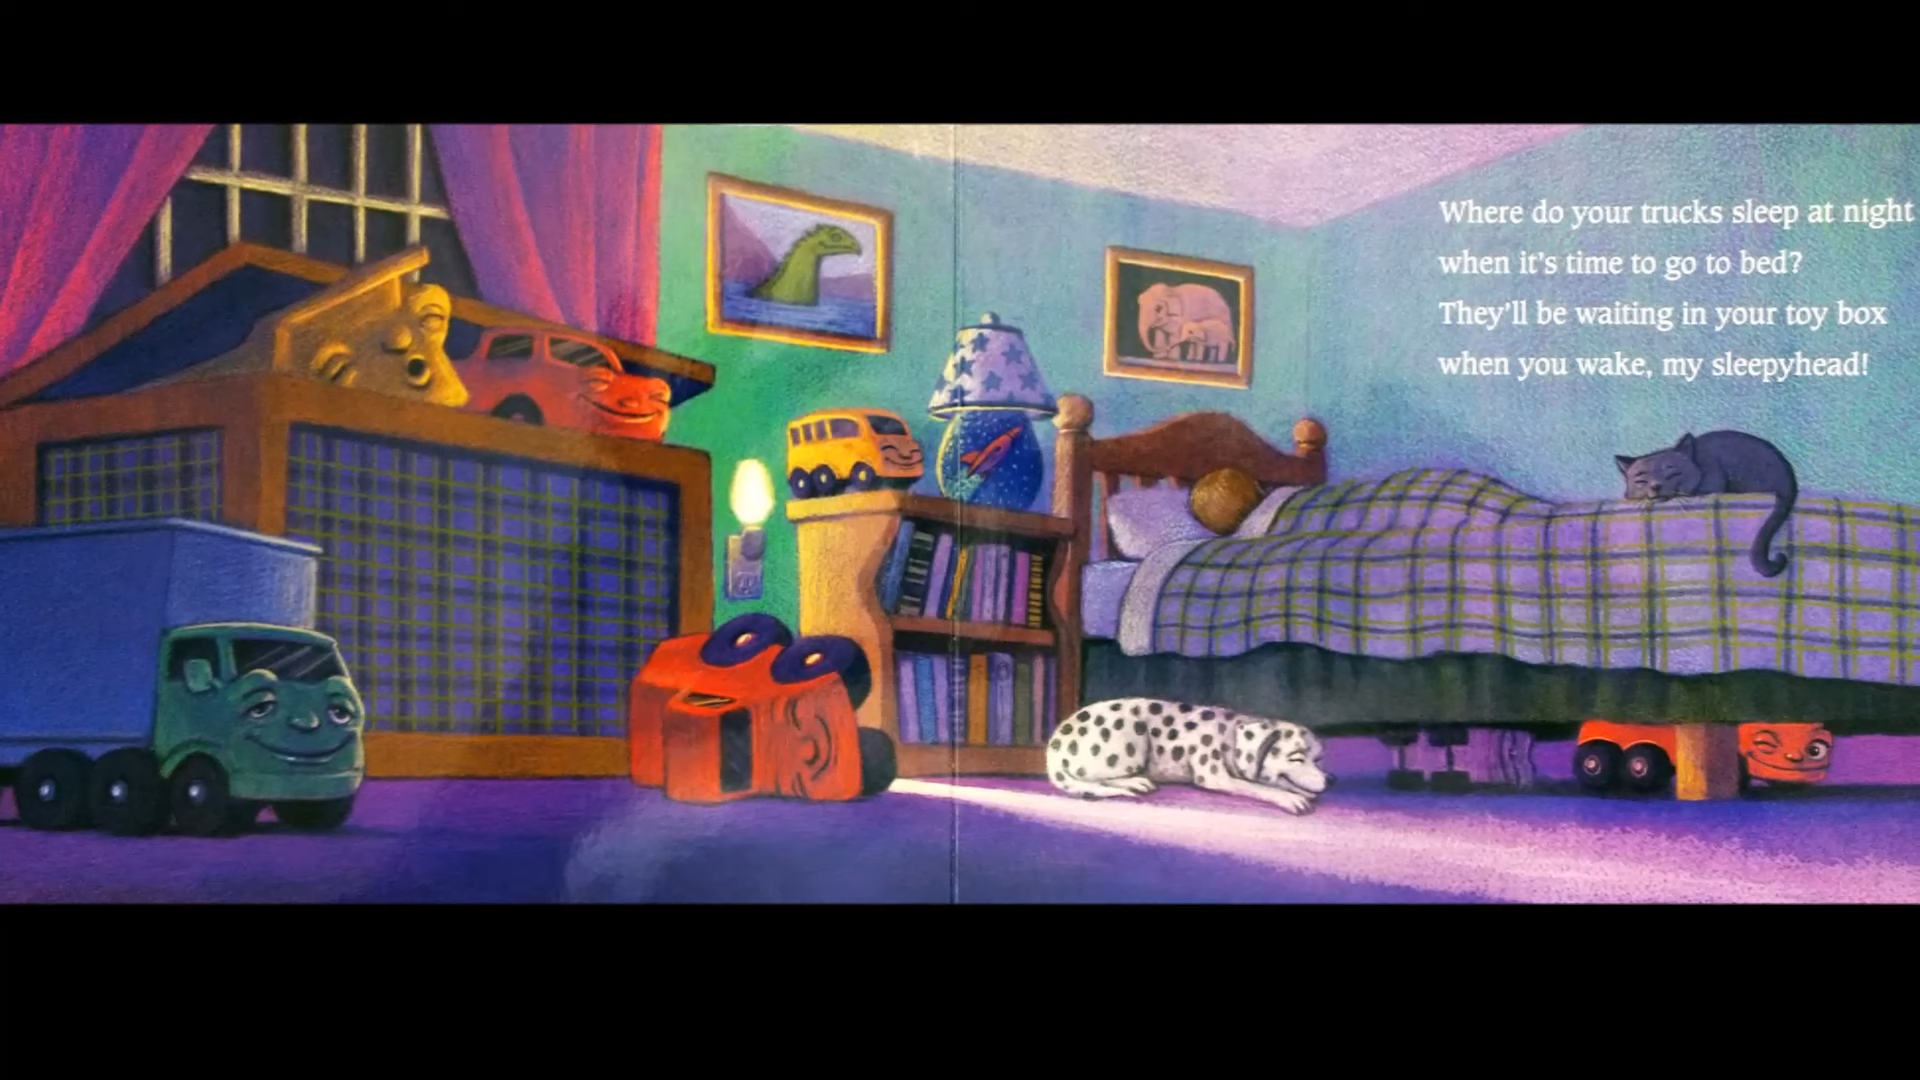 Where do your trucks sleep at night
when it's time to go to bed?
They'll be waiting in your toy box
when you wake, my sleepyhead!